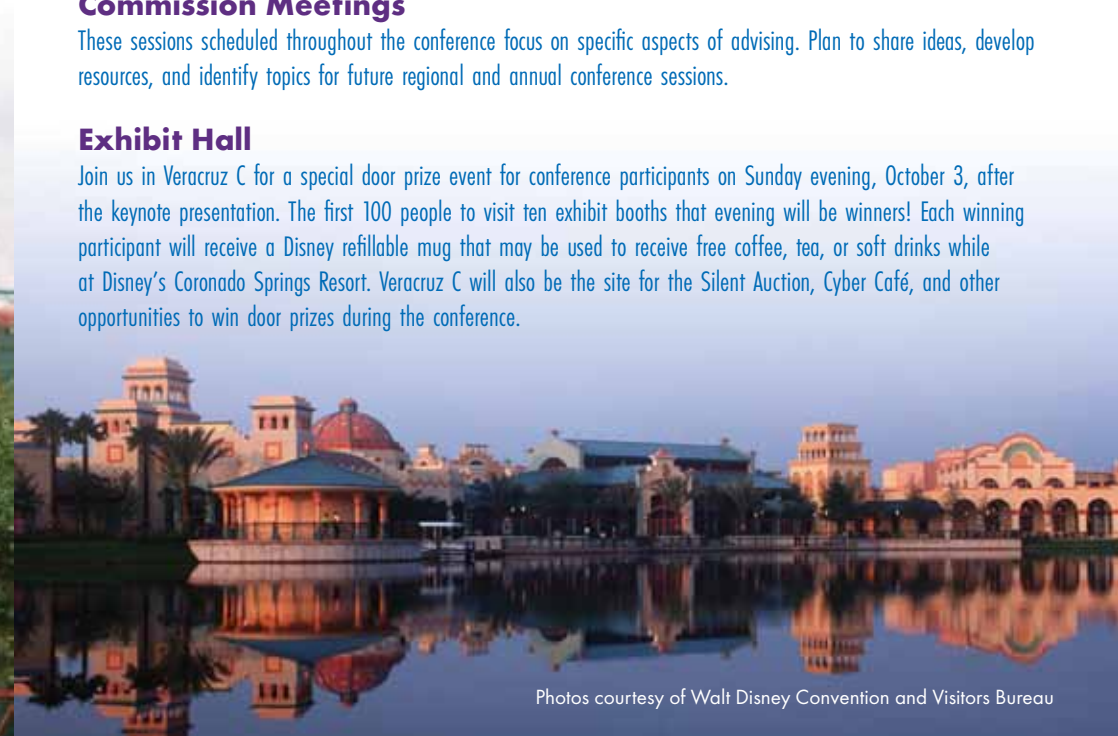 Commission Meetings
These sessions scheduled throughout the conference focus on specific aspects of advising. Plan to share ideas, develop
resources, and identify topics for future regional and annual conference sessions.
Exhibit Hall
Join us in Veracruz C for a special door prize event for conference participants on Sunday evening, October 3, after
the keynote presentation. The first 100 people to visit ten exhibit booths that evening will be winners! Each winning
participant will receive a Disney refillable mug that may be used to receive free coffee, tea, or soft drinks while
at Disney’s Coronado Springs Resort. Veracruz C will also be the site for the Silent Auction, Cyber Café, and other
opportunities to win door prizes during the conference.
Photos courtesy of Walt Disney Convention and Visitors Bureau